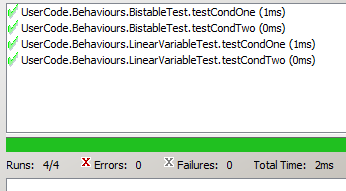 UserCode.Behaviours.BistableTest.testCondOne (1ms)
UserCode.Behaviours.BistableTest.testCondTwo (0ms)
UserCode.Behaviours.LinearVariableTest.testCondOne (1ms)
UserCode.Behaviours.LinearVariableTest.testCondTwo (0ms)
Runs: 4/4 Errors: 0 Failures: 0 Total Time: 2ms